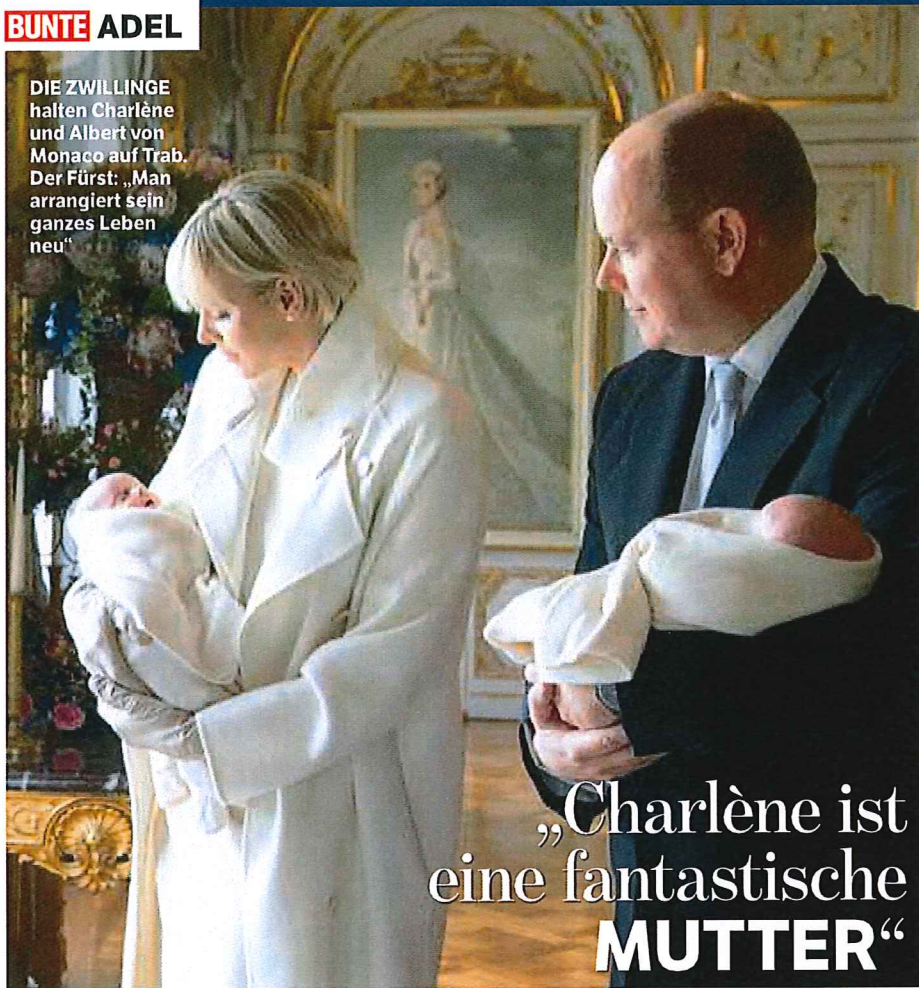 BUNTE ADEL
DIE ZWILLINGE
halten Charlène
und Albert von
Monaco auf Trab.
Der Fürst: „Man
arrangiert sein
ganzes Leben
neu“
„Charlène ist
eine fantastische
MUTTER“